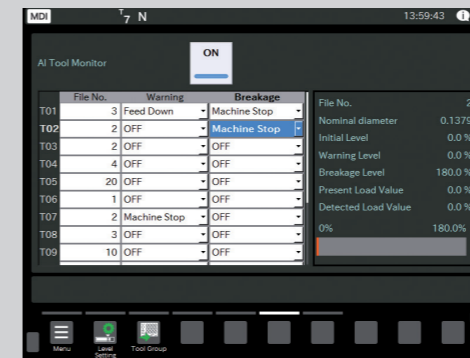 MDI T7 N 13:59:43
AI Tool Monitor ON
File No. Warning Breakage
T01 3 Feed Down Machine Stop
T02 2 OFF Machine Stop
T03 2 OFF OFF
T04 4 OFF OFF
T05 20 OFF OFF
T06 1 OFF OFF
T07 2 Machine Stop OFF
T08 3 OFF OFF
T09 10 OFF OFF
File No. 2
Nominal diameter 0.1379
Initial Level 0.0 %
Warning Level 0.0 %
Breakage Level 180.0 %
Present Load Value 0.0 %
Detected Load Value 0.0 %
0% 180.0%
Menu Level Setting Tool Group